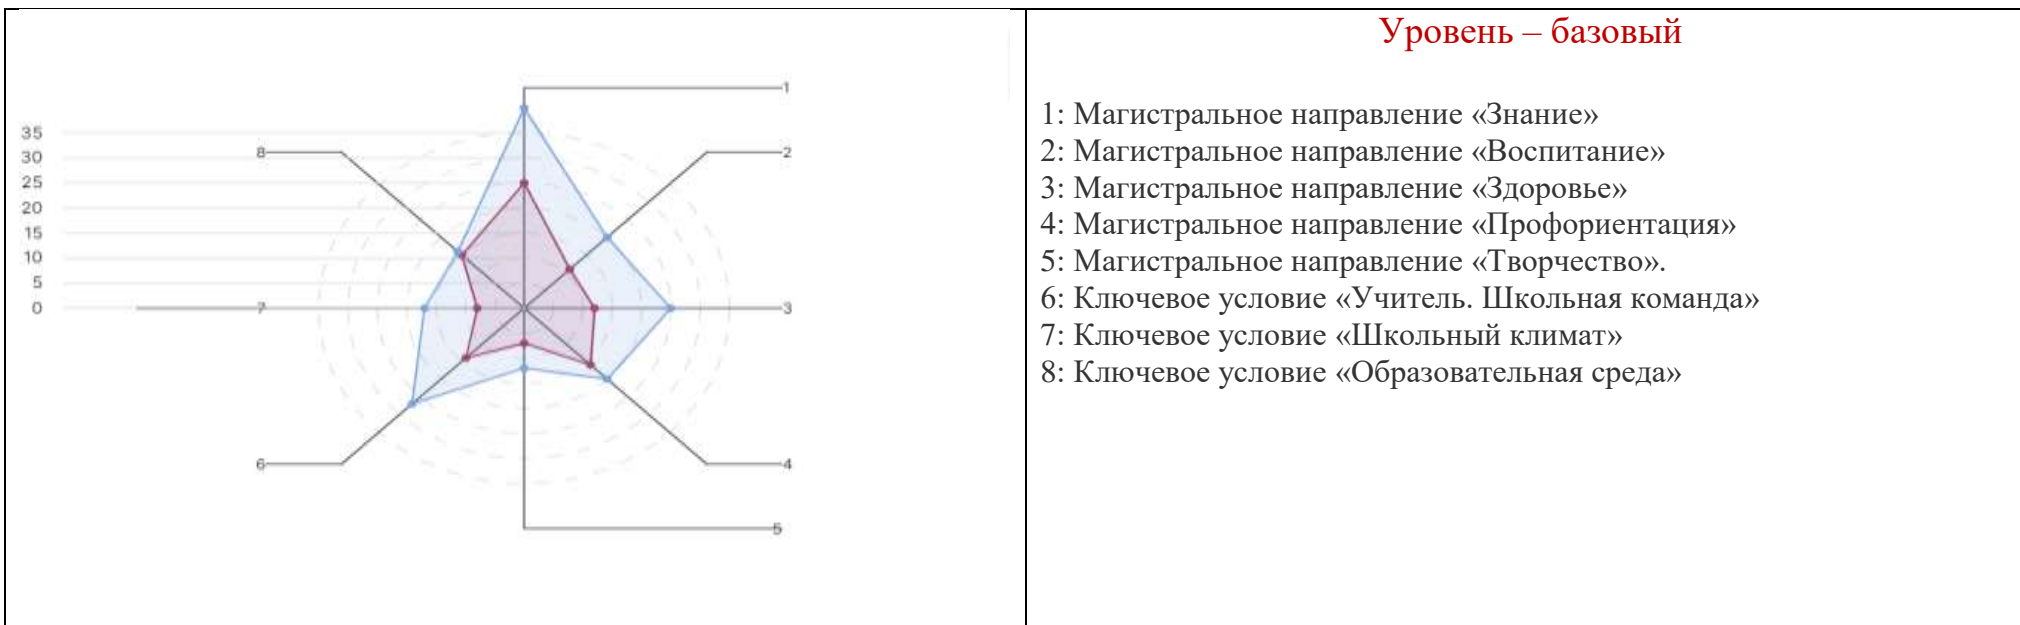 1
35
8
2
30
25
20
15
10
5
0
7
3
6
4
5
Уровень – базовый
1: Магистральное направление «Знание»
2: Магистральное направление «Воспитание»
3: Магистральное направление «Здоровье»
4: Магистральное направление «Профориентация»
5: Магистральное направление «Творчество».
6: Ключевое условие «Учитель. Школьная команда»
7: Ключевое условие «Школьный климат»
8: Ключевое условие «Образовательная среда»